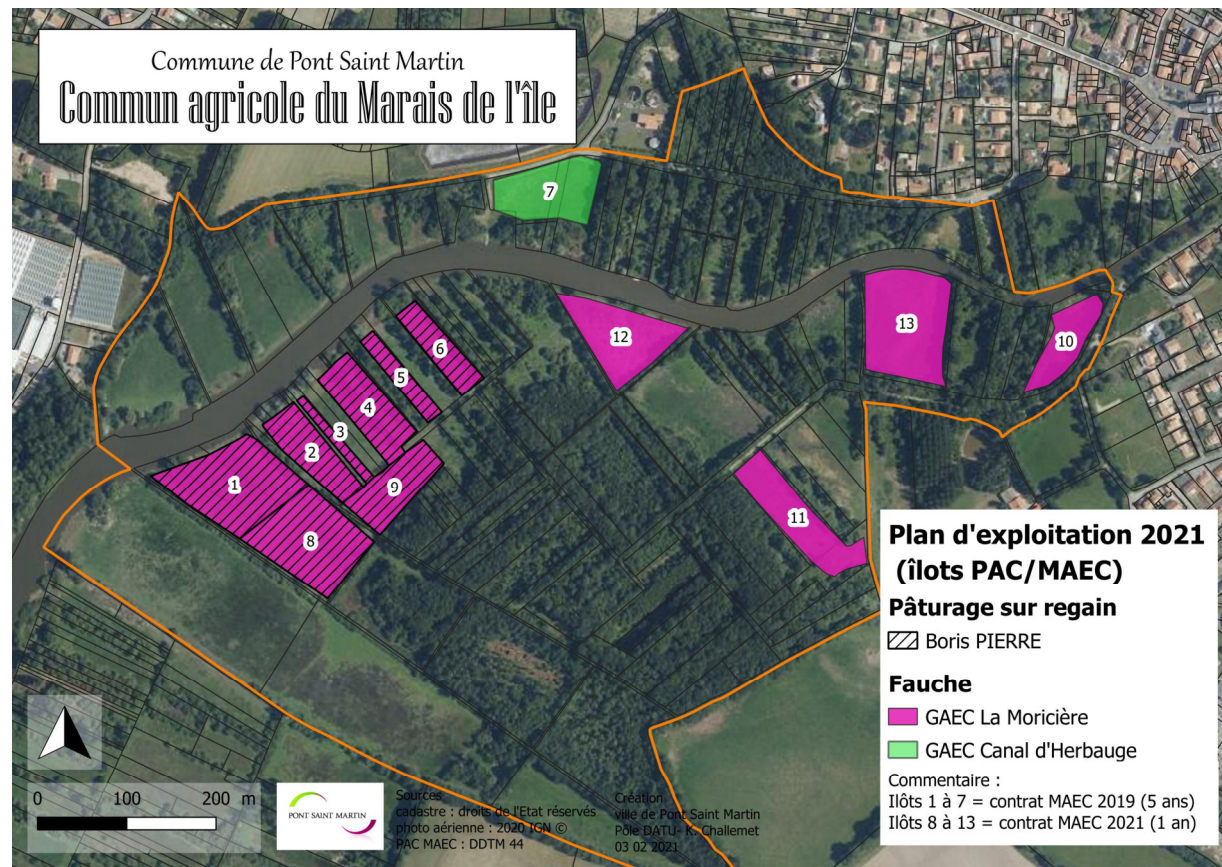 Commune de Pont Saint Martin
Commun agricole du Marais de l'île
7
12
13
10
6
5
4
3
2
1
9
8
11
Plan d'exploitation 2021
(îlots PAC/MAEC)
Pâturage sur regain
Boris PIERRE
Fauche
GAEC La Moricière
GAEC Canal d'Herbauge
Commentaire :
Ilôts 1 à 7 = contrat MAEC 2019 (5 ans)
Ilôts 8 à 13 = contrat MAEC 2021 (1 an)
0 100 200 m
PONT SAINT MARTIN
Sources
cadastre : droits de l'Etat réservés
photo aérienne : 2020 IGN ©
PAC MAEC : DDTM 44
Création
ville de Pont Saint Martin
Pôle DATU- K. Challemet
03 02 2021